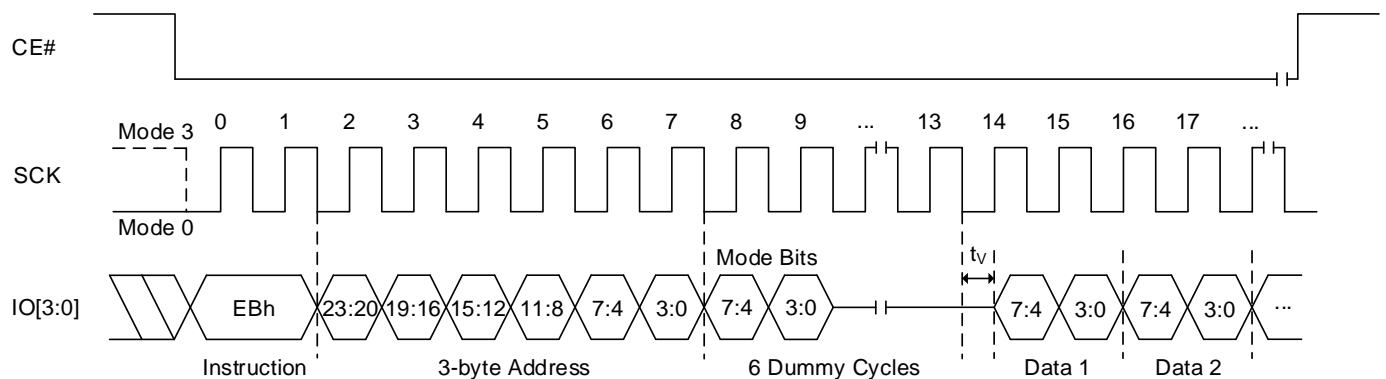 CE#
0 1 2 3 4 5 6 7 8 9 ... 13 14 15 16 17 ...
Mode 3
SCK
Mode 0
Mode Bits tV
IO[3:0] EBh 23:20 19:16 15:12 11:8 7:4 3:0 7:4 3:0 7:4 3:0 7:4 3:0 ...
Instruction 3-byte Address 6 Dummy Cycles Data 1 Data 2